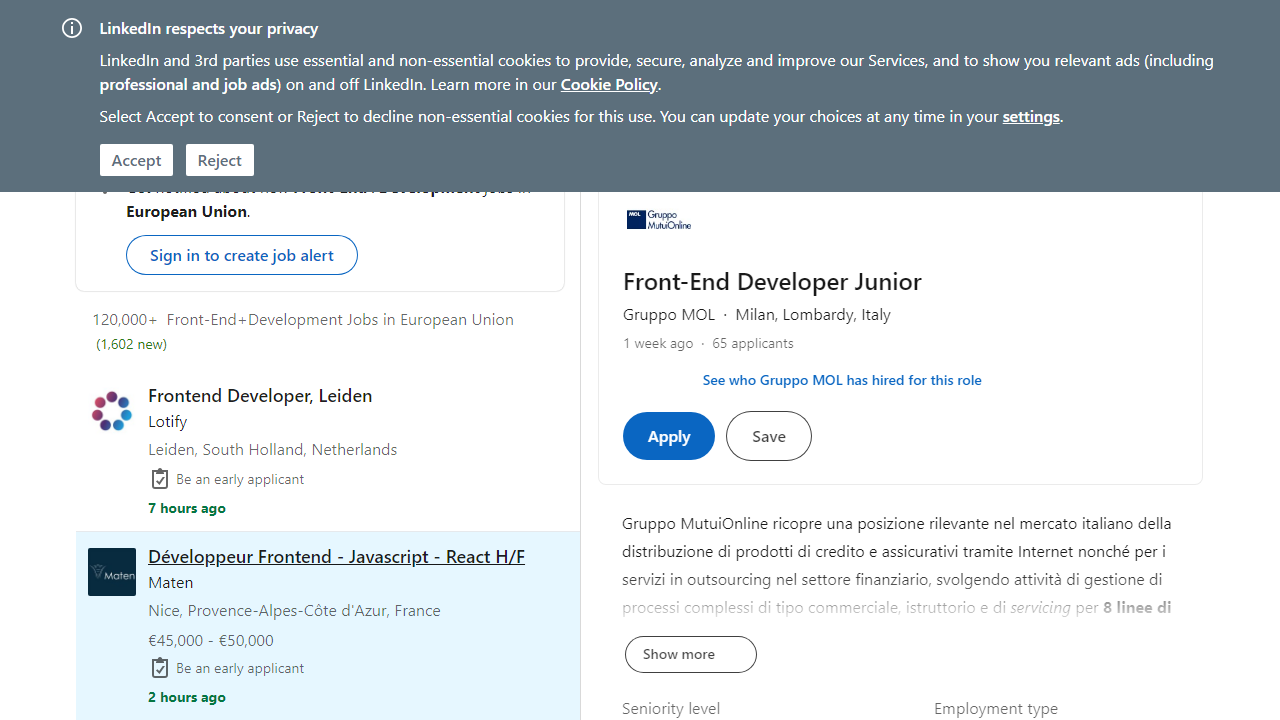 LinkedIn respects your privacy
LinkedIn and 3rd parties use essential and non-essential cookies to provide, secure, analyze and improve our Services, and to show you relevant ads (including
professional and job ads) on and off LinkedIn. Learn more in our Cookie Policy.
Select Accept to consent or Reject to decline non-essential cookies for this use. You can update your choices at any time in your settings.
Accept
Reject
European Union.
Sign in to create job alert
120,000+ Front-End+Development Jobs in European Union
(1,602 new)
Frontend Developer, Leiden
Lotify
Leiden, South Holland, Netherlands
Be an early applicant
7 hours ago
Maten
Développeur Frontend - Javascript - React H/F
Maten
Nice, Provence-Alpes-Côte d'Azur, France
€45,000 - €50,000
Be an early applicant
2 hours ago
MOL Gruppo
MutuiOnline
Front-End Developer Junior
Gruppo MOL · Milan, Lombardy, Italy
1 week ago · 65 applicants
See who Gruppo MOL has hired for this role
Apply
Save
Gruppo MutuiOnline ricopre una posizione rilevante nel mercato italiano della
distribuzione di prodotti di credito e assicurativi tramite Internet nonché per i
servizi in outsourcing nel settore finanziario, svolgendo attività di gestione di
processi complessi di tipo commerciale, istruttorio e di servicing per 8 linee di
Show more
Seniority level
Employment type